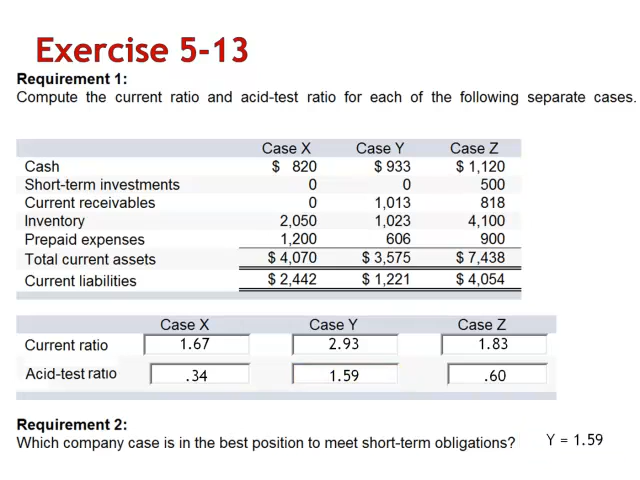 Exercise 5-13
Requirement 1:
Compute the current ratio and acid-test ratio for each of the following separate cases.
Case X Case Y Case Z
Cash $ 820 $ 933 $ 1,120
Short-term investments 0 0 500
Current receivables 0 1,013 818
Inventory 2,050 1,023 4,100
Prepaid expenses 1,200 606 900
Total current assets $ 4,070 $ 3,575 $ 7,438
Current liabilities $ 2,442 $ 1,221 $ 4,054
Case X Case Y Case Z
Current ratio 1.67 2.93 1.83
Acid-test ratio .34 1.59 .60
Requirement 2:
Which company case is in the best position to meet short-term obligations? Y = 1.59